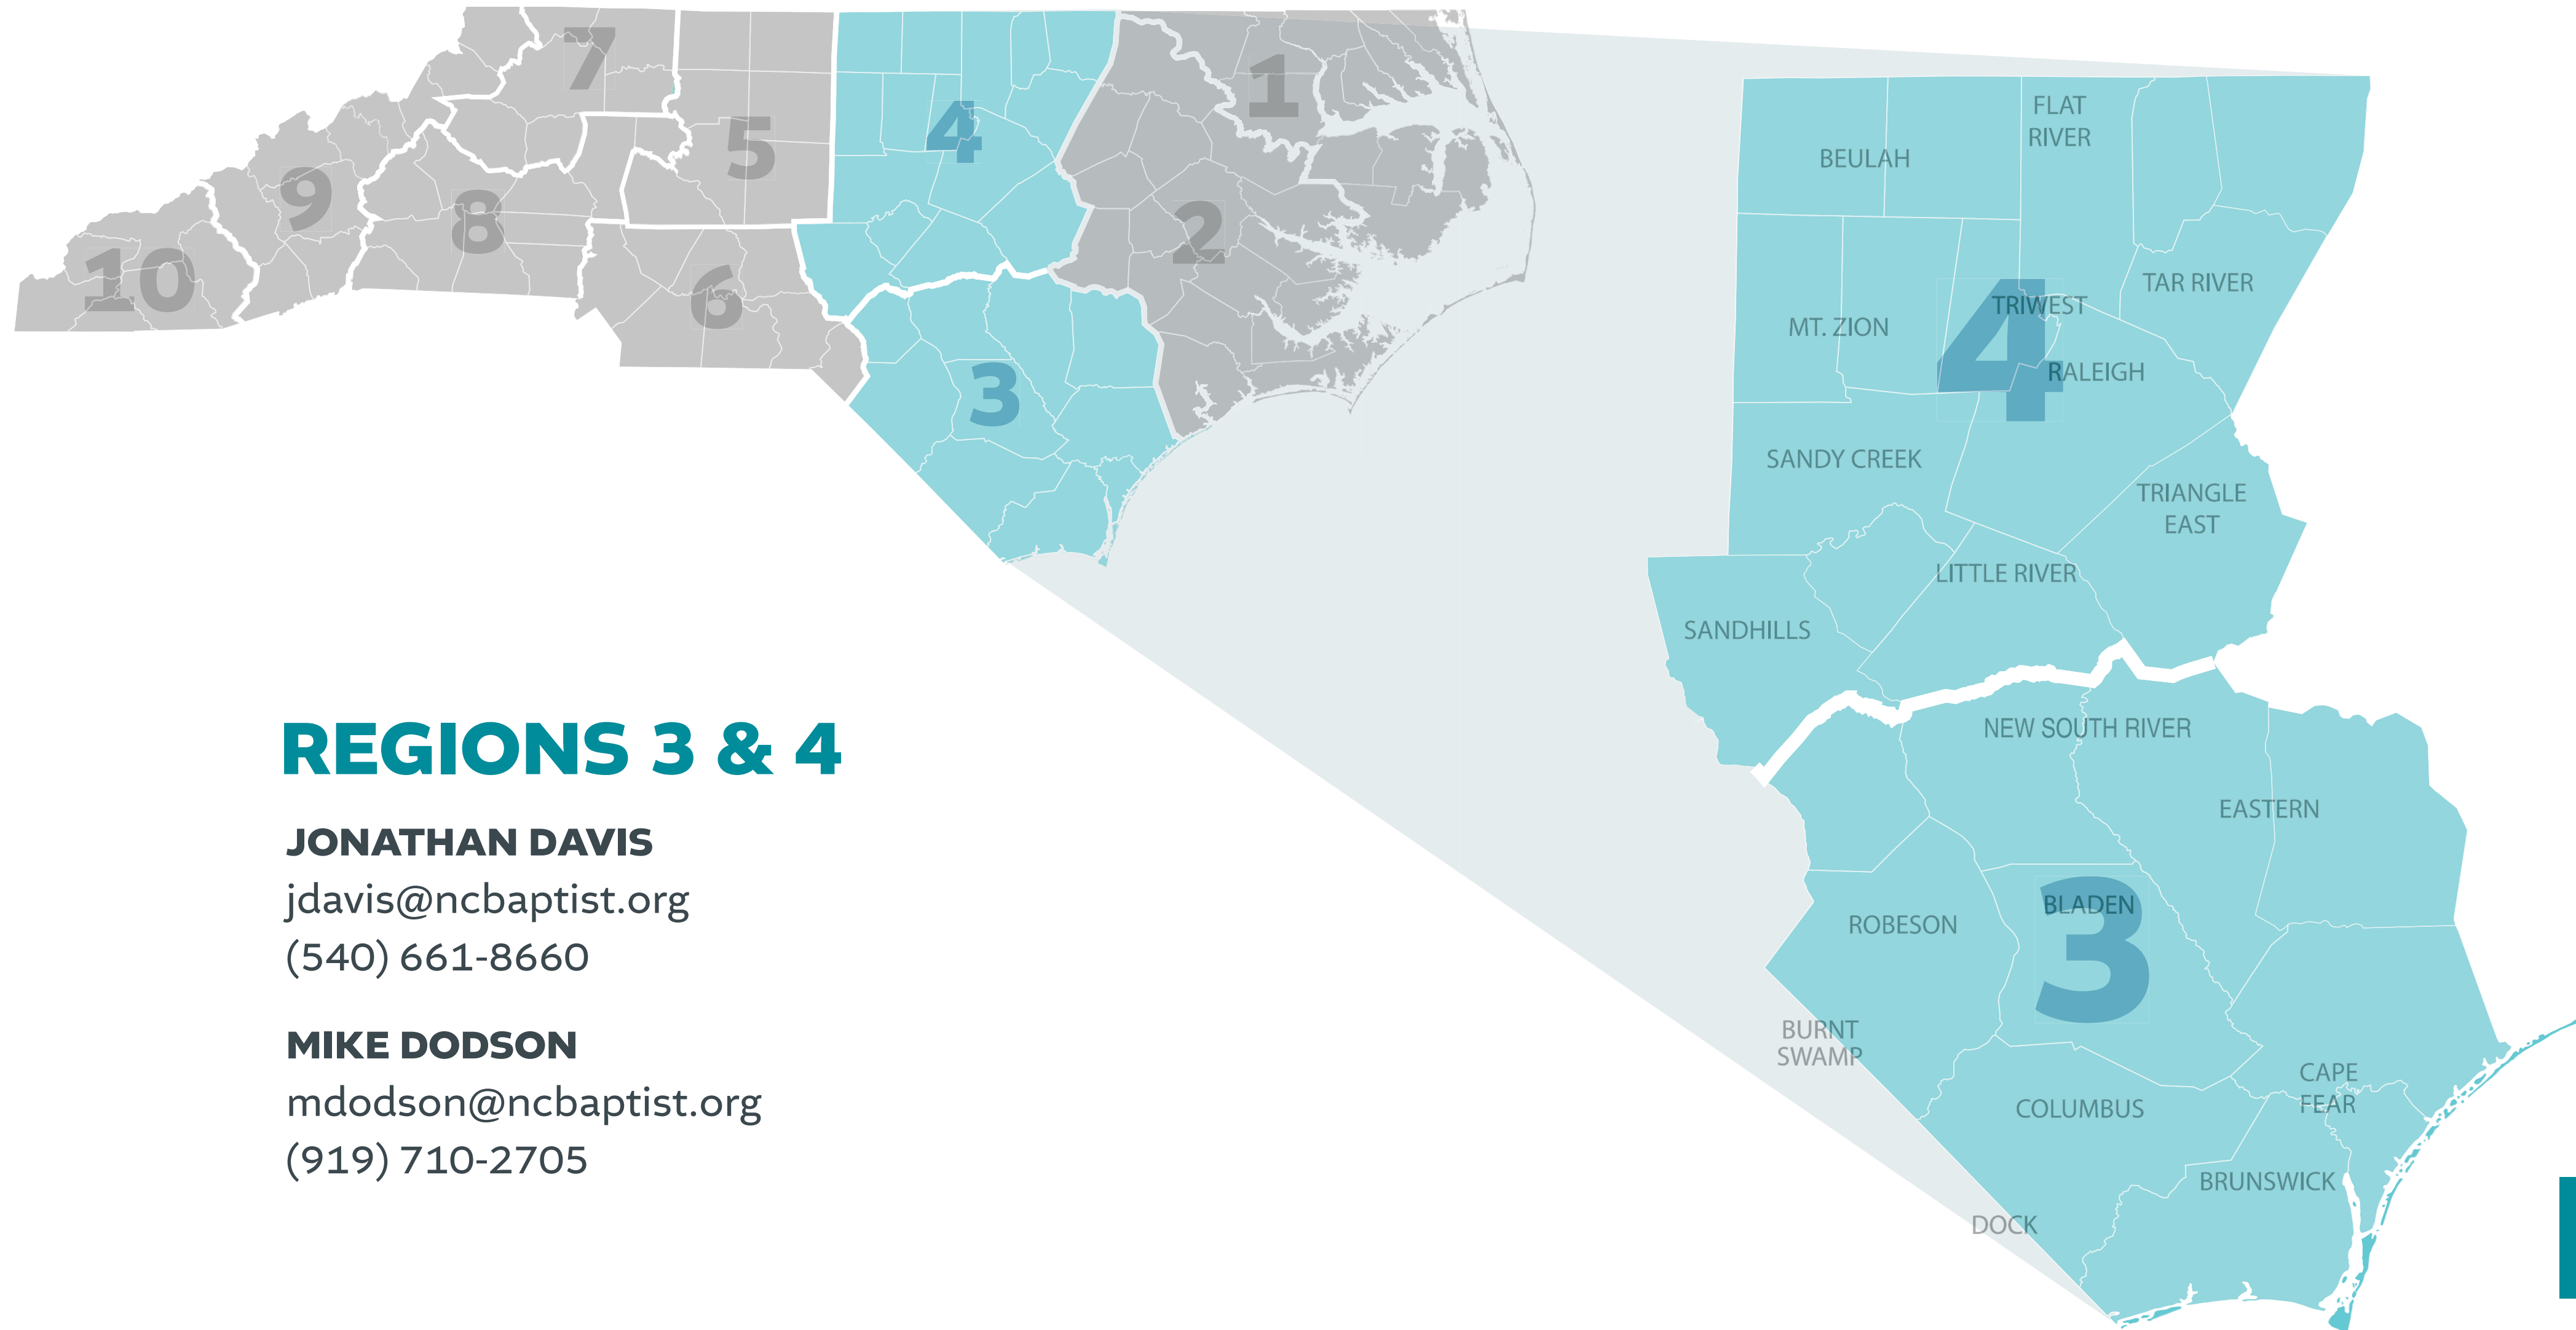 7
1
4
5
9
2
8
10
6
3
FLAT
RIVER
BEULAH
TAR RIVER
TRIWEST
MT. ZION
4
RALEIGH
SANDY CREEK
TRIANGLE
EAST
LITTLE RIVER
SANDHILLS
NEW SOUTH RIVER
EASTERN
BLADEN
ROBESON
3
BURNT
SWAMP
CAPE
FEAR
COLUMBUS
BRUNSWICK
DOCK
REGIONS 3 & 4
JONATHAN DAVIS
jdavis@ncbaptist.org
(540) 661-8660
MIKE DODSON
mdodson@ncbaptist.org
(919) 710-2705